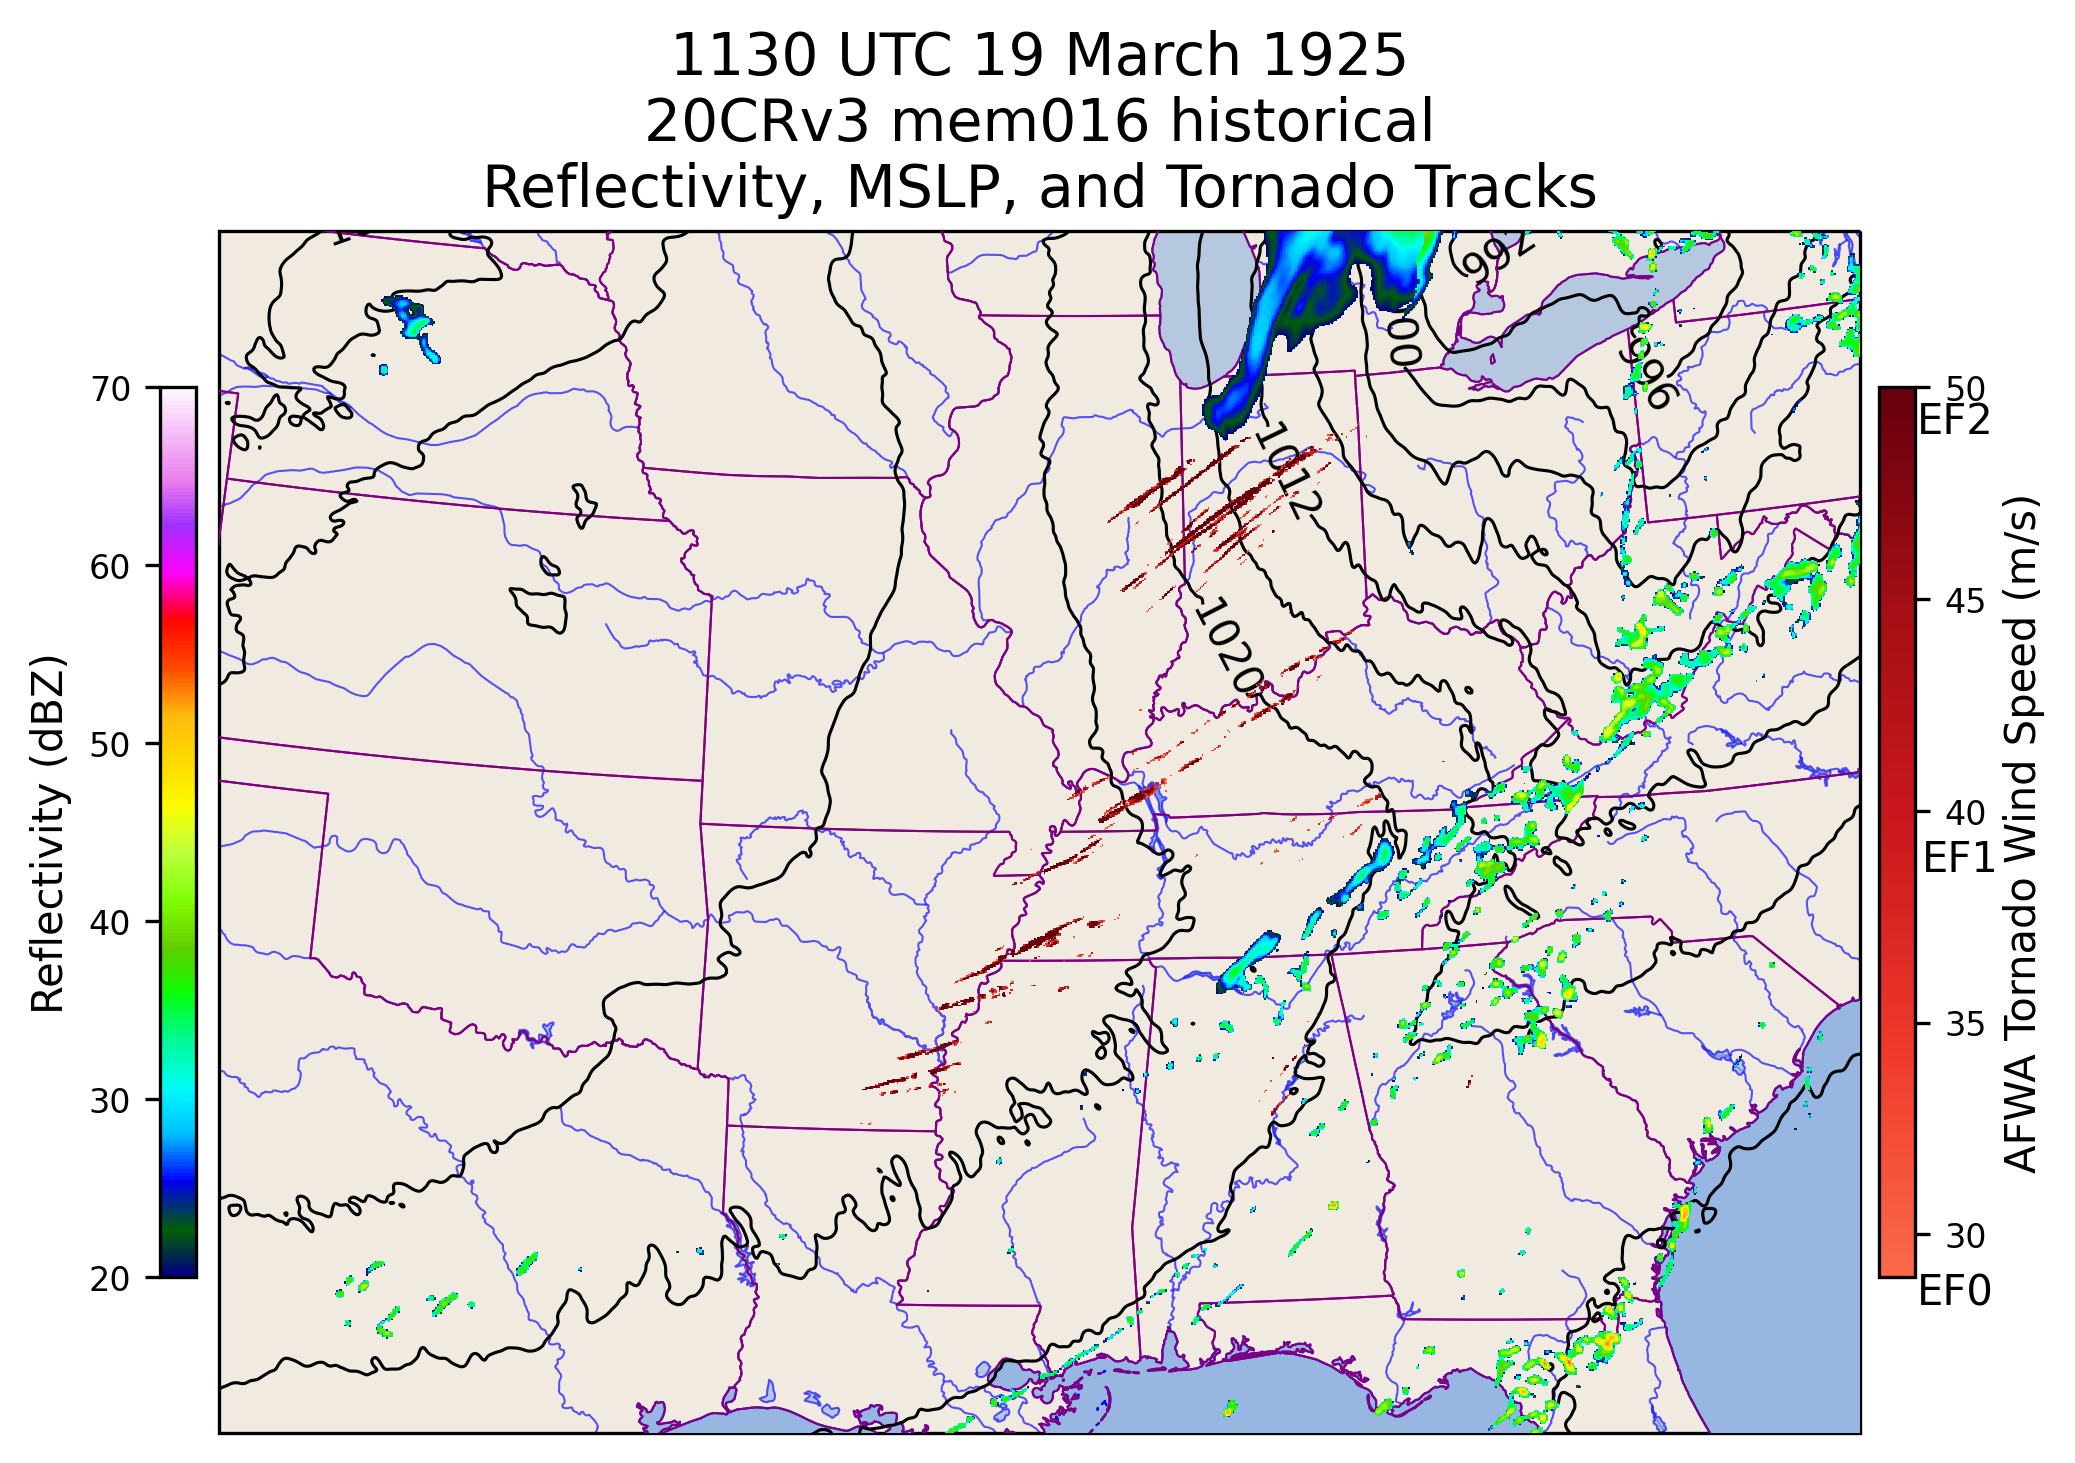 1130 UTC 19 March 1925
20CRv3 mem016 historical
Reflectivity, MSLP, and Tornado Tracks
992
00
996
1012
1020
70
60
50
40
30
20
Reflectivity (dBZ)
50
EF2
45
40
EF1
35
30
EF0
AFWA Tornado Wind Speed (m/s)